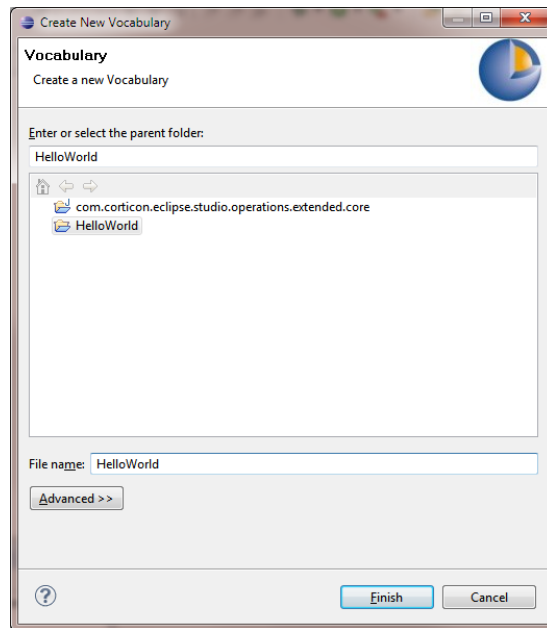 Create New Vocabulary
Vocabulary
Create a new Vocabulary
Enter or select the parent folder:
HelloWorld
com.corticon.eclipse.studio.operations.extended.core
HelloWorld
File name: HelloWorld
Advanced >>
? Finish Cancel